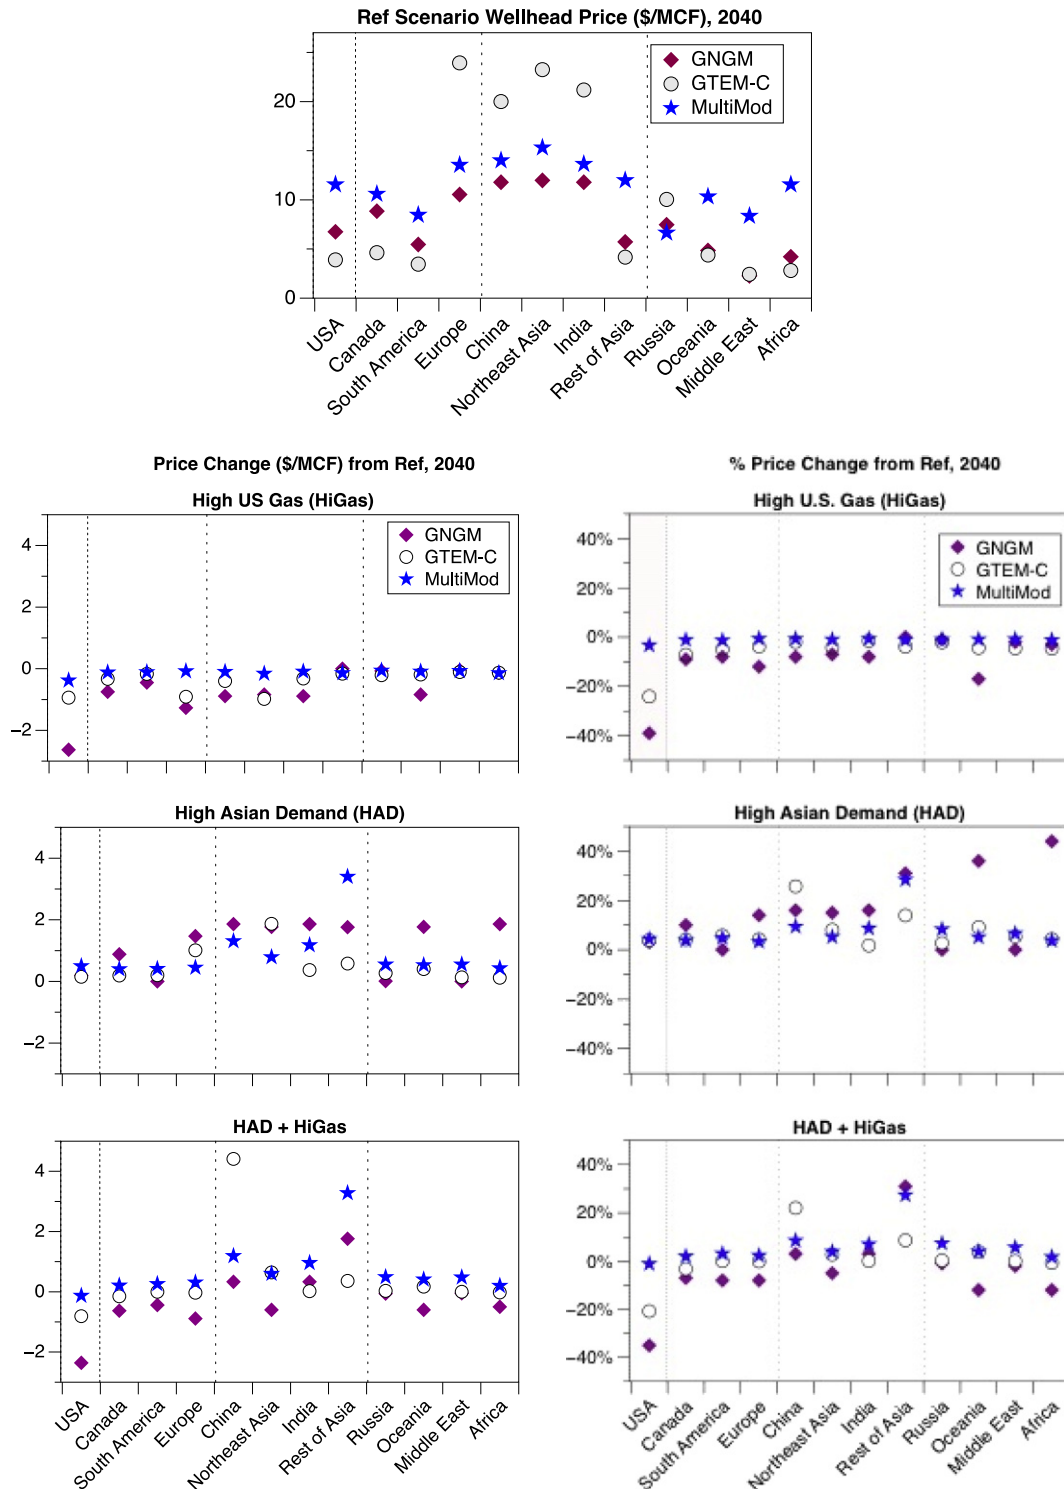 Ref Scenario Wellhead Price ($/MCF), 2040
GNGM
GTEM-C
MultiMod
20
10
0
USA
Canada
South America
Europe
China
Northeast Asia
India
Rest of Asia
Russia
Oceania
Middle East
Africa
Price Change ($/MCF) from Ref, 2040
High US Gas (HiGas)
4
2
0
−2
GNGM
GTEM-C
MultiMod
% Price Change from Ref, 2040
High U.S. Gas (HiGas)
40%
20%
0%
−20%
−40%
GNGM
GTEM-C
MultiMod
High Asian Demand (HAD)
4
2
0
−2
High Asian Demand (HAD)
40%
20%
0%
−20%
−40%
HAD + HiGas
4
2
0
−2
USA
Canada
South America
Europe
China
Northeast Asia
India
Rest of Asia
Russia
Oceania
Middle East
Africa
HAD + HiGas
40%
20%
0%
−20%
−40%
USA
Canada
South America
Europe
China
Northeast Asia
India
Rest of Asia
Russia
Oceania
Middle East
Africa